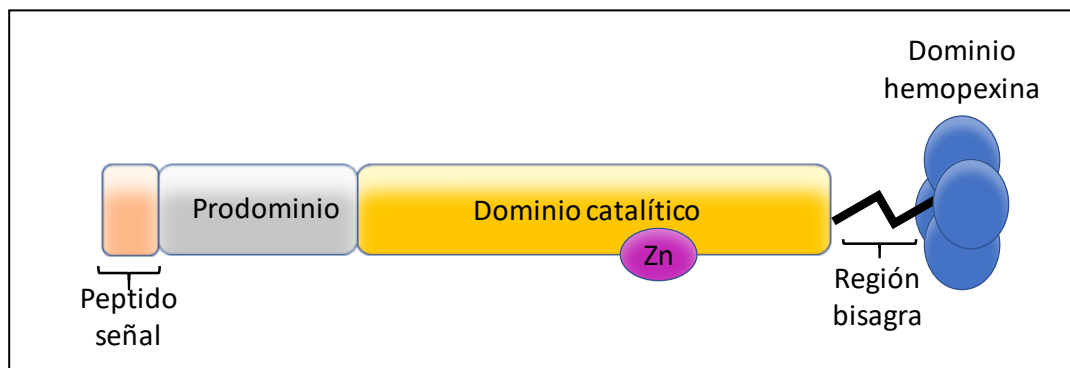 Dominio
hemopexina
Prodominio
Dominio catalítico
Zn
Peptido
señal
Región
bisagra